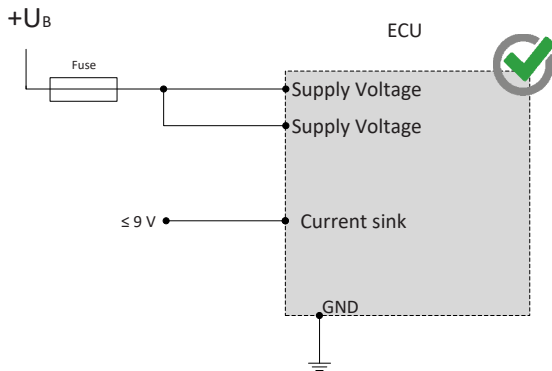 +UB
ECU
Fuse
Supply Voltage
Supply Voltage
≤ 9 V
Current sink
GND